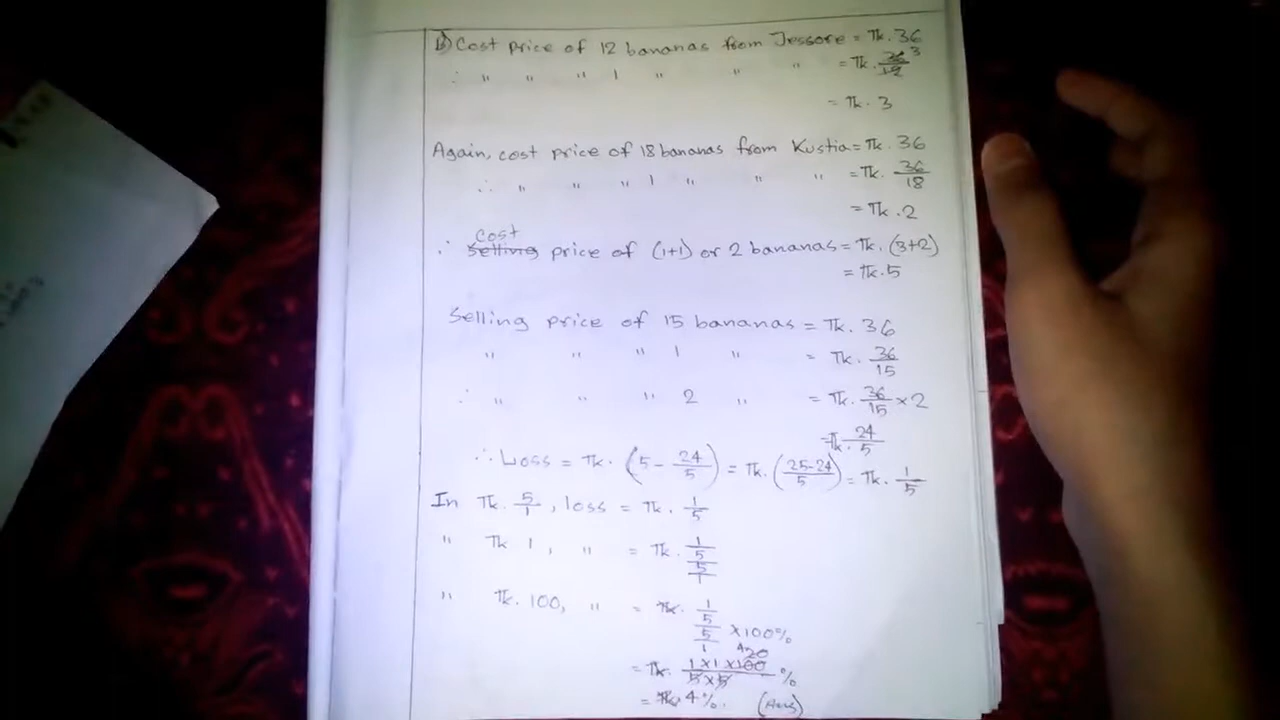 b) Cost price of 12 bananas from Jessore = Tk. 36
∴ " " " 1 " " " = Tk. 36/12 3
= Tk. 3
Again, cost price of 18 bananas from Kustia = Tk. 36
∴ " " " 1 " " " = Tk. 36/18
= Tk. 2
∴ selling cost price of (1+1) or 2 bananas = Tk. (3+2)
= Tk. 5
Selling price of 15 bananas = Tk. 36
" " " 1 " = Tk. 36/15
∴ " " " 2 " = Tk. 36/15 × 2
= Tk. 24/5
∴ Loss = Tk. (5 - 24/5) = Tk. (25-24/5) = Tk. 1/5
In Tk. 5/1, loss = Tk. 1/5
" Tk 1, " = Tk. 1/5/5/1
" Tk. 100, " = Tk. 1/5/5/1 ×100%
= Tk. 1×1×100/5×5 20 4 %
= Tk. 4%. (Ans)